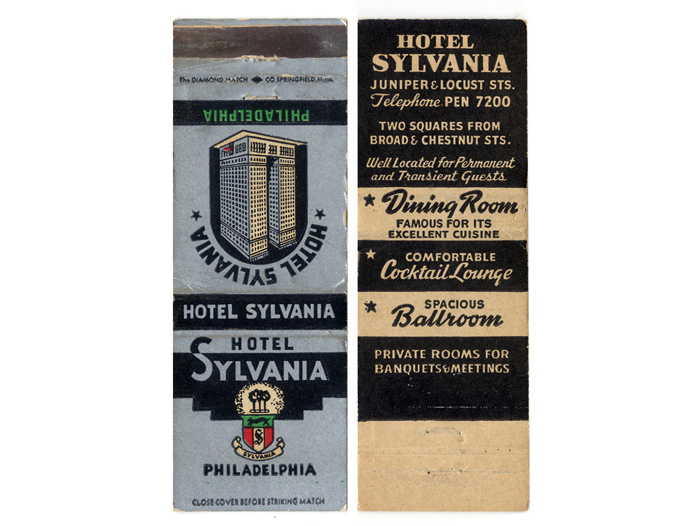 The DIAMOND MATCH CO. SPRINGFIELD, Mass.
PHILADELPHIA
HOTEL SYLVANIA
HOTEL SYLVANIA
HOTEL
SYLVANIA
S
SYLVANIA
PHILADELPHIA
CLOSE COVER BEFORE STRIKING MATCH
HOTEL
SYLVANIA
JUNIPER & LOCUST STS.
Telephone PEN 7200
TWO SQUARES FROM
BROAD & CHESTNUT STS.
Well Located for Permanent
and Transient Guests
Dining Room
FAMOUS FOR ITS
EXCELLENT CUISINE
COMFORTABLE
Cocktail Lounge
SPACIOUS
Ballroom
PRIVATE ROOMS FOR
BANQUETS & MEETINGS